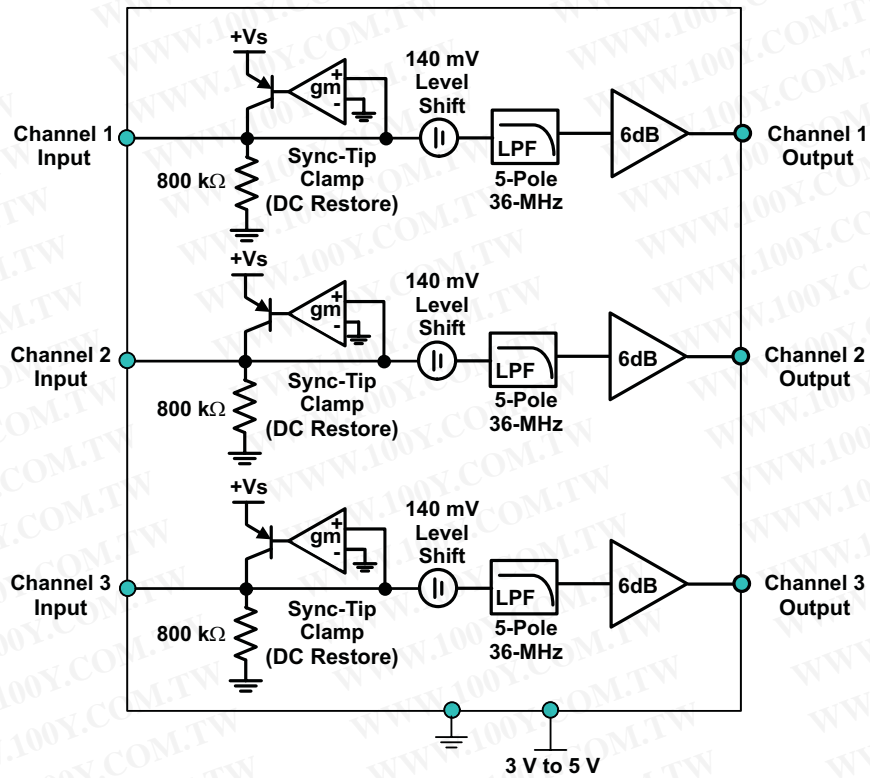 +Vs
gm
+
-
140 mV
Level
Shift
Channel 1
Input
800 kΩ
Sync-Tip
Clamp
(DC Restore)
LPF
5-Pole
36-MHz
6dB
Channel 1
Output
+Vs
gm
+
-
140 mV
Level
Shift
Channel 2
Input
800 kΩ
Sync-Tip
Clamp
(DC Restore)
LPF
5-Pole
36-MHz
6dB
Channel 2
Output
+Vs
gm
+
-
140 mV
Level
Shift
Channel 3
Input
800 kΩ
Sync-Tip
Clamp
(DC Restore)
LPF
5-Pole
36-MHz
6dB
Channel 3
Output
3 V to 5 V
WWW.100Y.COM.TW